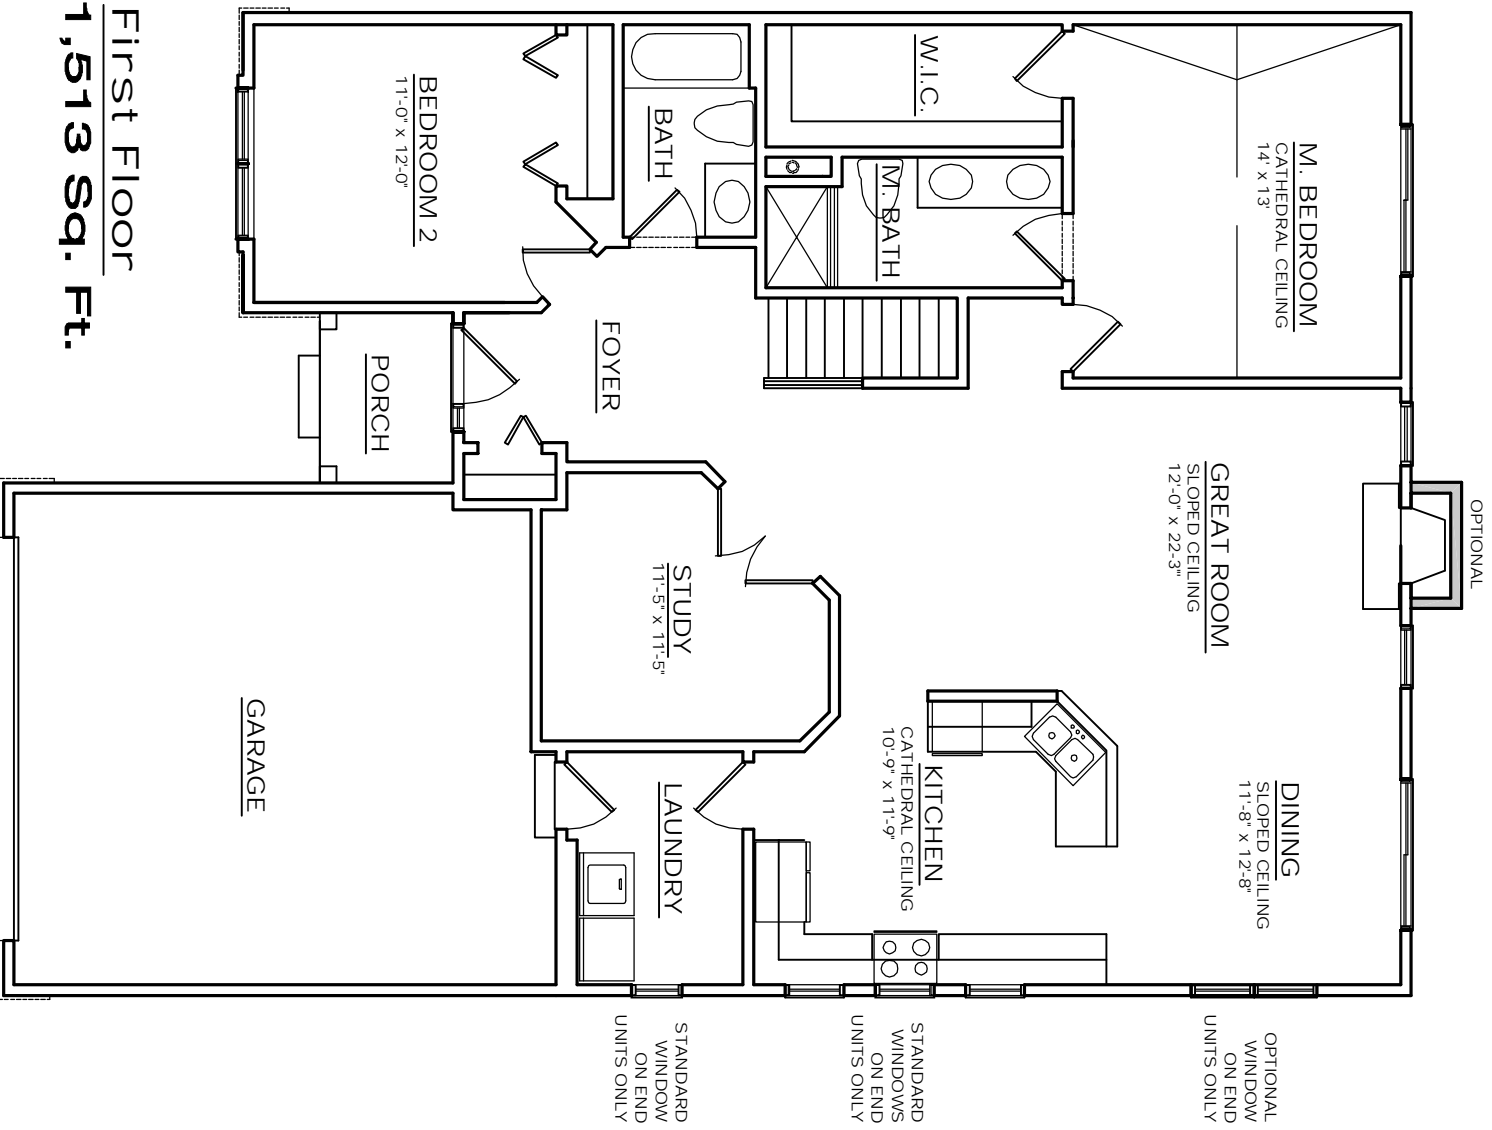 OPTIONAL
M. BEDROOM
CATHEDRAL CEILING
14' x 13'
GREAT ROOM
SLOPED CEILING
12'-0" x 22'-3"
DINING
SLOPED CEILING
11'-8" x 12'-8"
OPTIONAL
WINDOW
ON END
UNITS ONLY
W.I.C.
M. BATH
KITCHEN
CATHEDRAL CEILING
10'-9" x 11'-9"
STANDARD
WINDOWS
ON END
UNITS ONLY
BATH
FOYER
STUDY
11'-5" x 11'-5"
LAUNDRY
STANDARD
WINDOW
ON END
UNITS ONLY
BEDROOM 2
11'-0" x 12'-0"
PORCH
GARAGE
First Floor
1,513 Sq. Ft.